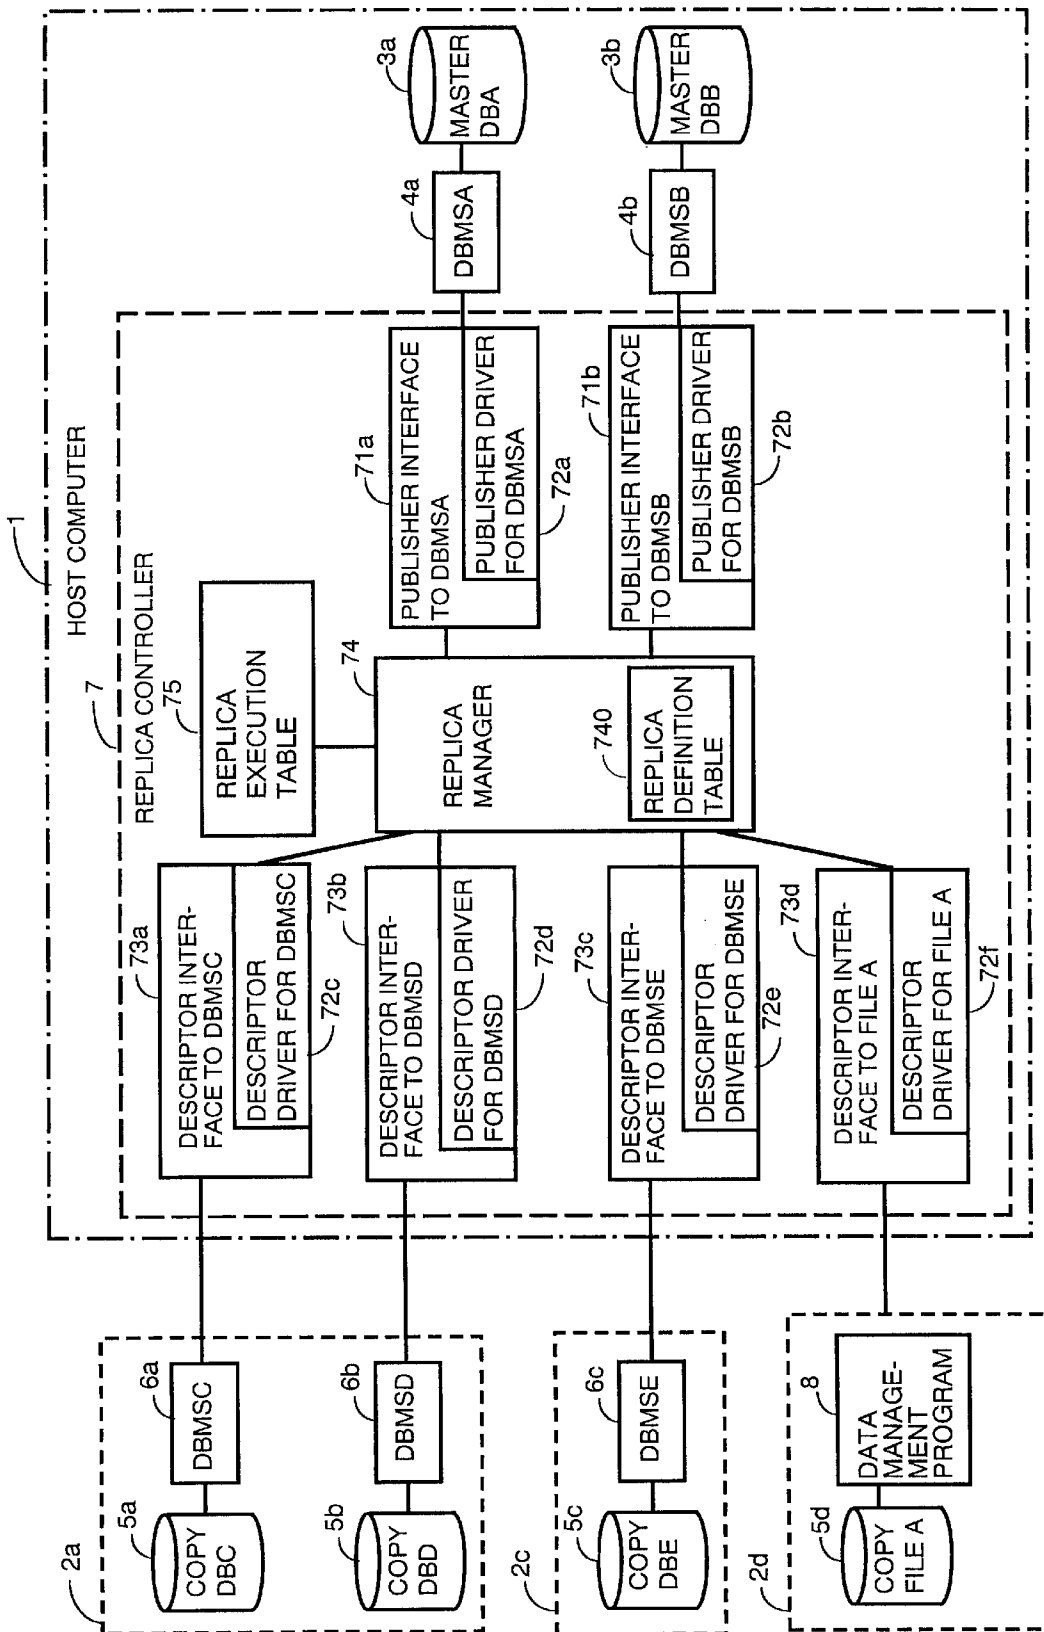 1
HOST COMPUTER
7
REPLICA CONTROLLER
75
REPLICA
EXECUTION
TABLE
2a
5a
COPY
DBC
6a
DBMSC
73a
DESCRIPTOR INTER-
FACE TO DBMSC
DESCRIPTOR
DRIVER FOR DBMSC
72c
5b
COPY
DBD
6b
DBMSD
73b
DESCRIPTOR INTER-
FACE TO DBMSD
DESCRIPTOR DRIVER
FOR DBMSD
72d
74
REPLICA
MANAGER
740
REPLICA
DEFINITION
TABLE
71a
PUBLISHER INTERFACE
TO DBMSA
PUBLISHER DRIVER
FOR DBMSA
72a
4a
DBMSA
3a
MASTER
DBA
2c
5c
COPY
DBE
6c
DBMSE
73c
DESCRIPTOR INTER-
FACE TO DBMSE
DESCRIPTOR
DRIVER FOR DBMSE
72e
71b
PUBLISHER INTERFACE
TO DBMSB
PUBLISHER DRIVER
FOR DBMSB
72b
4b
DBMSB
3b
MASTER
DBB
2d
5d
COPY
FILE A
8
DATA
MANAGE-
MENT
PROGRAM
73d
DESCRIPTOR INTER-
FACE TO FILE A
DESCRIPTOR
DRIVER FOR FILE A
72f